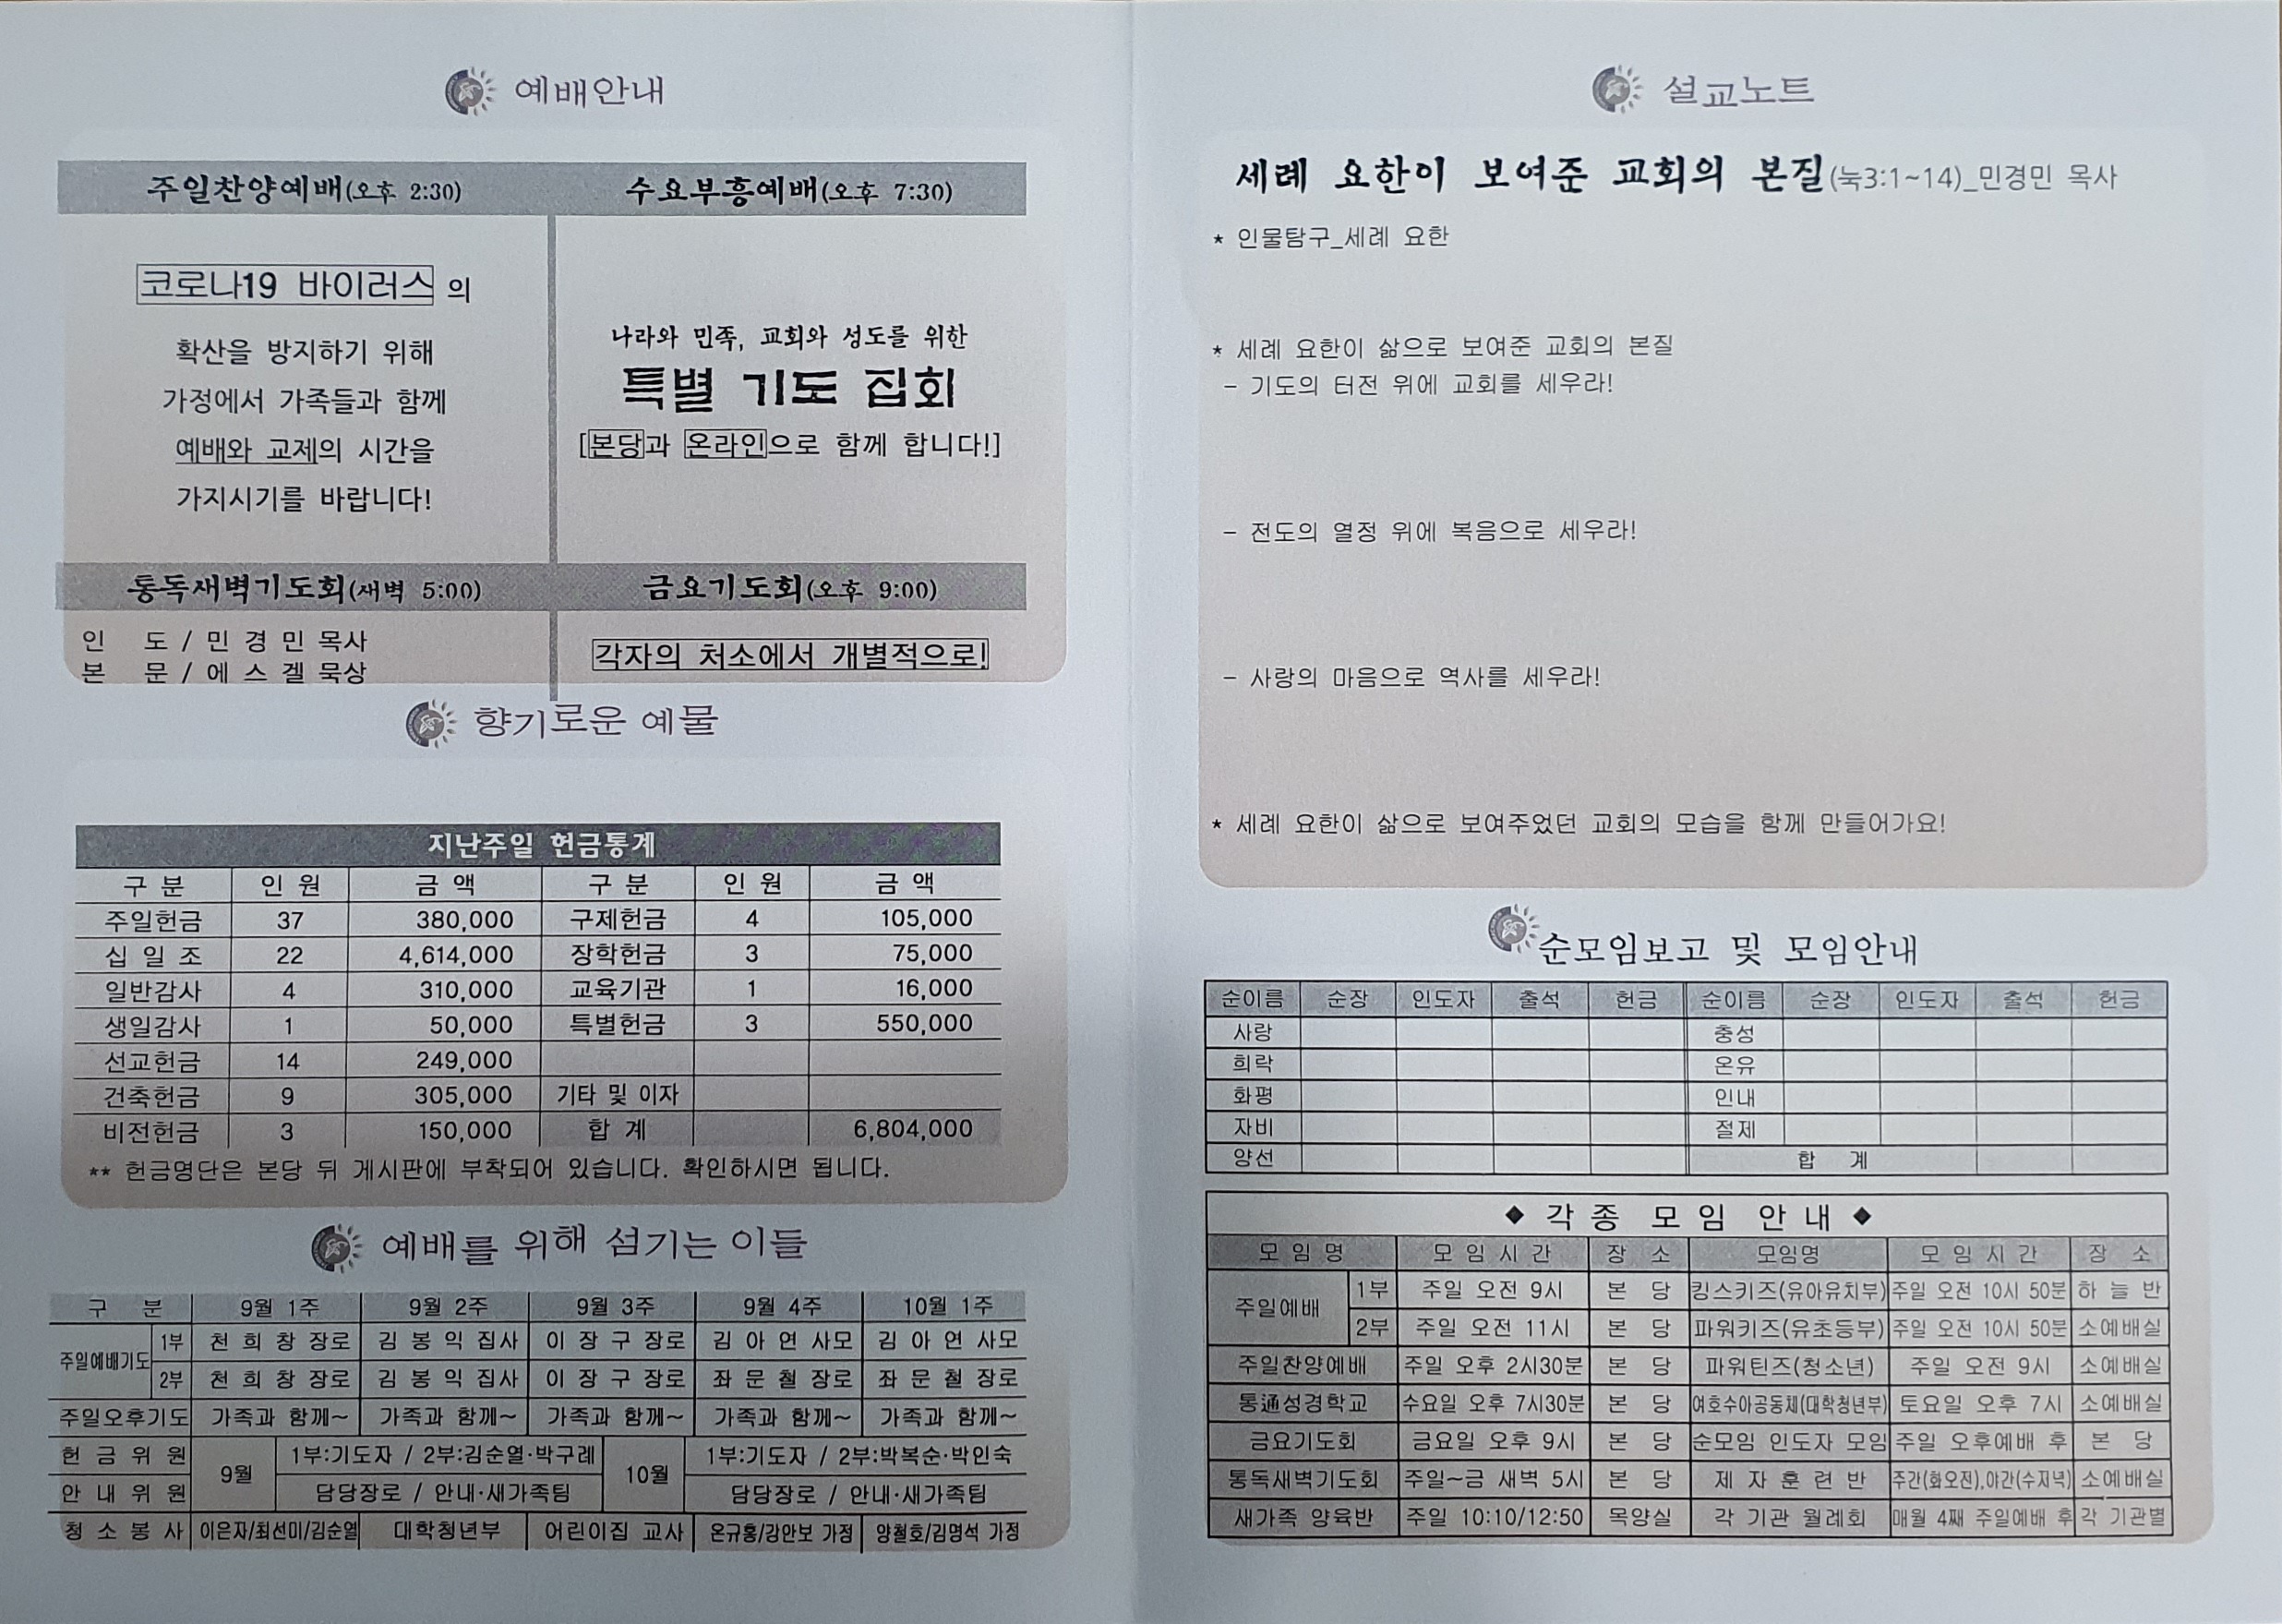 예배안내
주일찬양예배(오후 2:30) 수요부흥예배(오후 7:30)
코로나19 바이러스 의
확산을 방지하기 위해
가정에서 가족들과 함께
예배와 교제의 시간을
가지시기를 바랍니다!
나라와 민족, 교회와 성도를 위한
특별 기도 집회
[본당과 온라인으로 함께 합니다!]
통독새벽기도회(새벽 5:00) 금요기도회(오후 9:00)
인 도 / 민 경 민 목사
본 문 / 에 스 겔 묵상
각자의 처소에서 개별적으로!
향기로운 예물
지난주일 헌금통계
구 분 인 원 금 액 구 분 인 원 금 액
주일헌금 37 380,000 구제헌금 4 105,000
십 일 조 22 4,614,000 장학헌금 3 75,000
일반감사 4 310,000 교육기관 1 16,000
생일감사 1 50,000 특별헌금 3 550,000
선교헌금 14 249,000
건축헌금 9 305,000 기타 및 이자
비전헌금 3 150,000 합 계 6,804,000
** 헌금명단은 본당 뒤 게시판에 부착되어 있습니다. 확인하시면 됩니다.
예배를 위해 섬기는 이들
구 분 9월 1주 9월 2주 9월 3주 9월 4주 10월 1주
주일예배기도 1부 천 희 창 장로 김 봉 익 집사 이 장 구 장로 김 아 연 사모 김 아 연 사모
2부 천 희 창 장로 김 봉 익 집사 이 장 구 장로 좌 문 철 장로 좌 문 철 장로
주일오후기도 가족과 함께~ 가족과 함께~ 가족과 함께~ 가족과 함께~ 가족과 함께~
헌 금 위 원 9월 1부:기도자 / 2부:김순열·박구례 10월 1부:기도자 / 2부:박복순·박인숙
안 내 위 원 담당장로 / 안내·새가족팀 담당장로 / 안내·새가족팀
청 소 봉 사 이은자/최선미/김순열 대학청년부 어린이집 교사 온규홍/강안보 가정 양철호/김명석 가정
설교노트
세례 요한이 보여준 교회의 본질(눅3:1~14)_민경민 목사
* 인물탐구_세례 요한
* 세례 요한이 삶으로 보여준 교회의 본질
- 기도의 터전 위에 교회를 세우라!
- 전도의 열정 위에 복음으로 세우라!
- 사랑의 마음으로 역사를 세우라!
* 세례 요한이 삶으로 보여주었던 교회의 모습을 함께 만들어가요!
순모임보고 및 모임안내
순이름 순장 인도자 출석 헌금 순이름 순장 인도자 출석 헌금
사랑 충성
희락 온유
화평 인내
자비 절제
양선 합 계
◆ 각 종 모 임 안 내 ◆
모 임 명 모 임 시 간 장 소 모임명 모 임 시 간 장 소
주일예배 1부 주일 오전 9시 본 당 킹스키즈(유아유치부) 주일 오전 10시 50분 하 늘 반
2부 주일 오전 11시 본 당 파워키즈(유초등부) 주일 오전 10시 50분 소예배실
주일찬양예배 주일 오후 2시30분 본 당 파워틴즈(청소년) 주일 오전 9시 소예배실
통通성경학교 수요일 오후 7시30분 본 당 여호수아공동체(대학청년부) 토요일 오후 7시 소예배실
금요기도회 금요일 오후 9시 본 당 순모임 인도자 모임 주일 오후예배 후 본 당
통독새벽기도회 주일~금 새벽 5시 본 당 제 자 훈 련 반 주간(화오전),야간(수저녁) 소예배실
새가족 양육반 주일 10:10/12:50 목양실 각 기관 월례회 매월 4째 주일예배 후 각 기관별